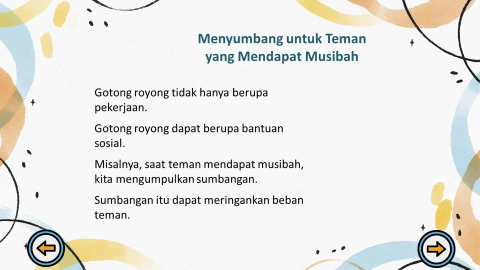 Menyumbang untuk Teman
yang Mendapat Musibah
Gotong royong tidak hanya berupa
pekerjaan.
Gotong royong dapat berupa bantuan
sosial.
Misalnya, saat teman mendapat musibah,
kita mengumpulkan sumbangan.
Sumbangan itu dapat meringankan beban
teman.